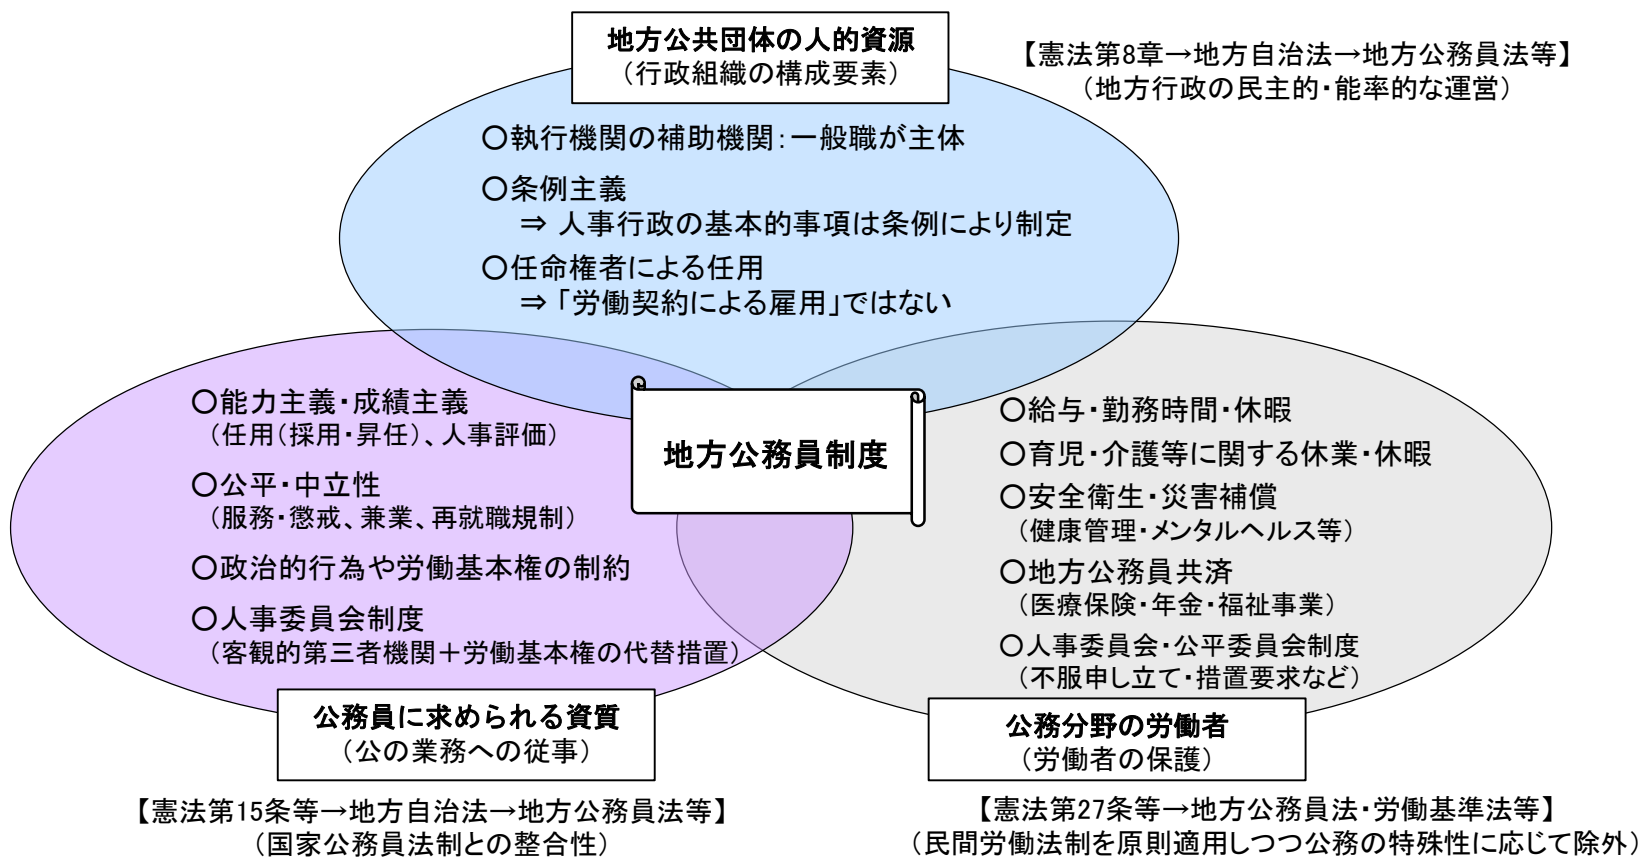 地方公共団体の人的資源
（行政組織の構成要素）
【憲法第8章→地方自治法→地方公務員法等】
（地方行政の民主的・能率的な運営）
○執行機関の補助機関：一般職が主体
○条例主義
⇒ 人事行政の基本的事項は条例により制定
○任命権者による任用
⇒「労働契約による雇用」ではない
地方公務員制度
○能力主義・成績主義
（任用（採用・昇任）、人事評価）
○公平・中立性
（服務・懲戒、兼業、再就職規制）
○政治的行為や労働基本権の制約
○人事委員会制度
（客観的第三者機関＋労働基本権の代替措置）
公務員に求められる資質
（公の業務への従事）
【憲法第15条等→地方自治法→地方公務員法等】
（国家公務員法制との整合性）
○給与・勤務時間・休暇
○育児・介護等に関する休業・休暇
○安全衛生・災害補償
（健康管理・メンタルヘルス等）
○地方公務員共済
（医療保険・年金・福祉事業）
○人事委員会・公平委員会制度
（不服申し立て・措置要求など）
公務分野の労働者
（労働者の保護）
【憲法第27条等→地方公務員法・労働基準法等】
（民間労働法制を原則適用しつつ公務の特殊性に応じて除外）